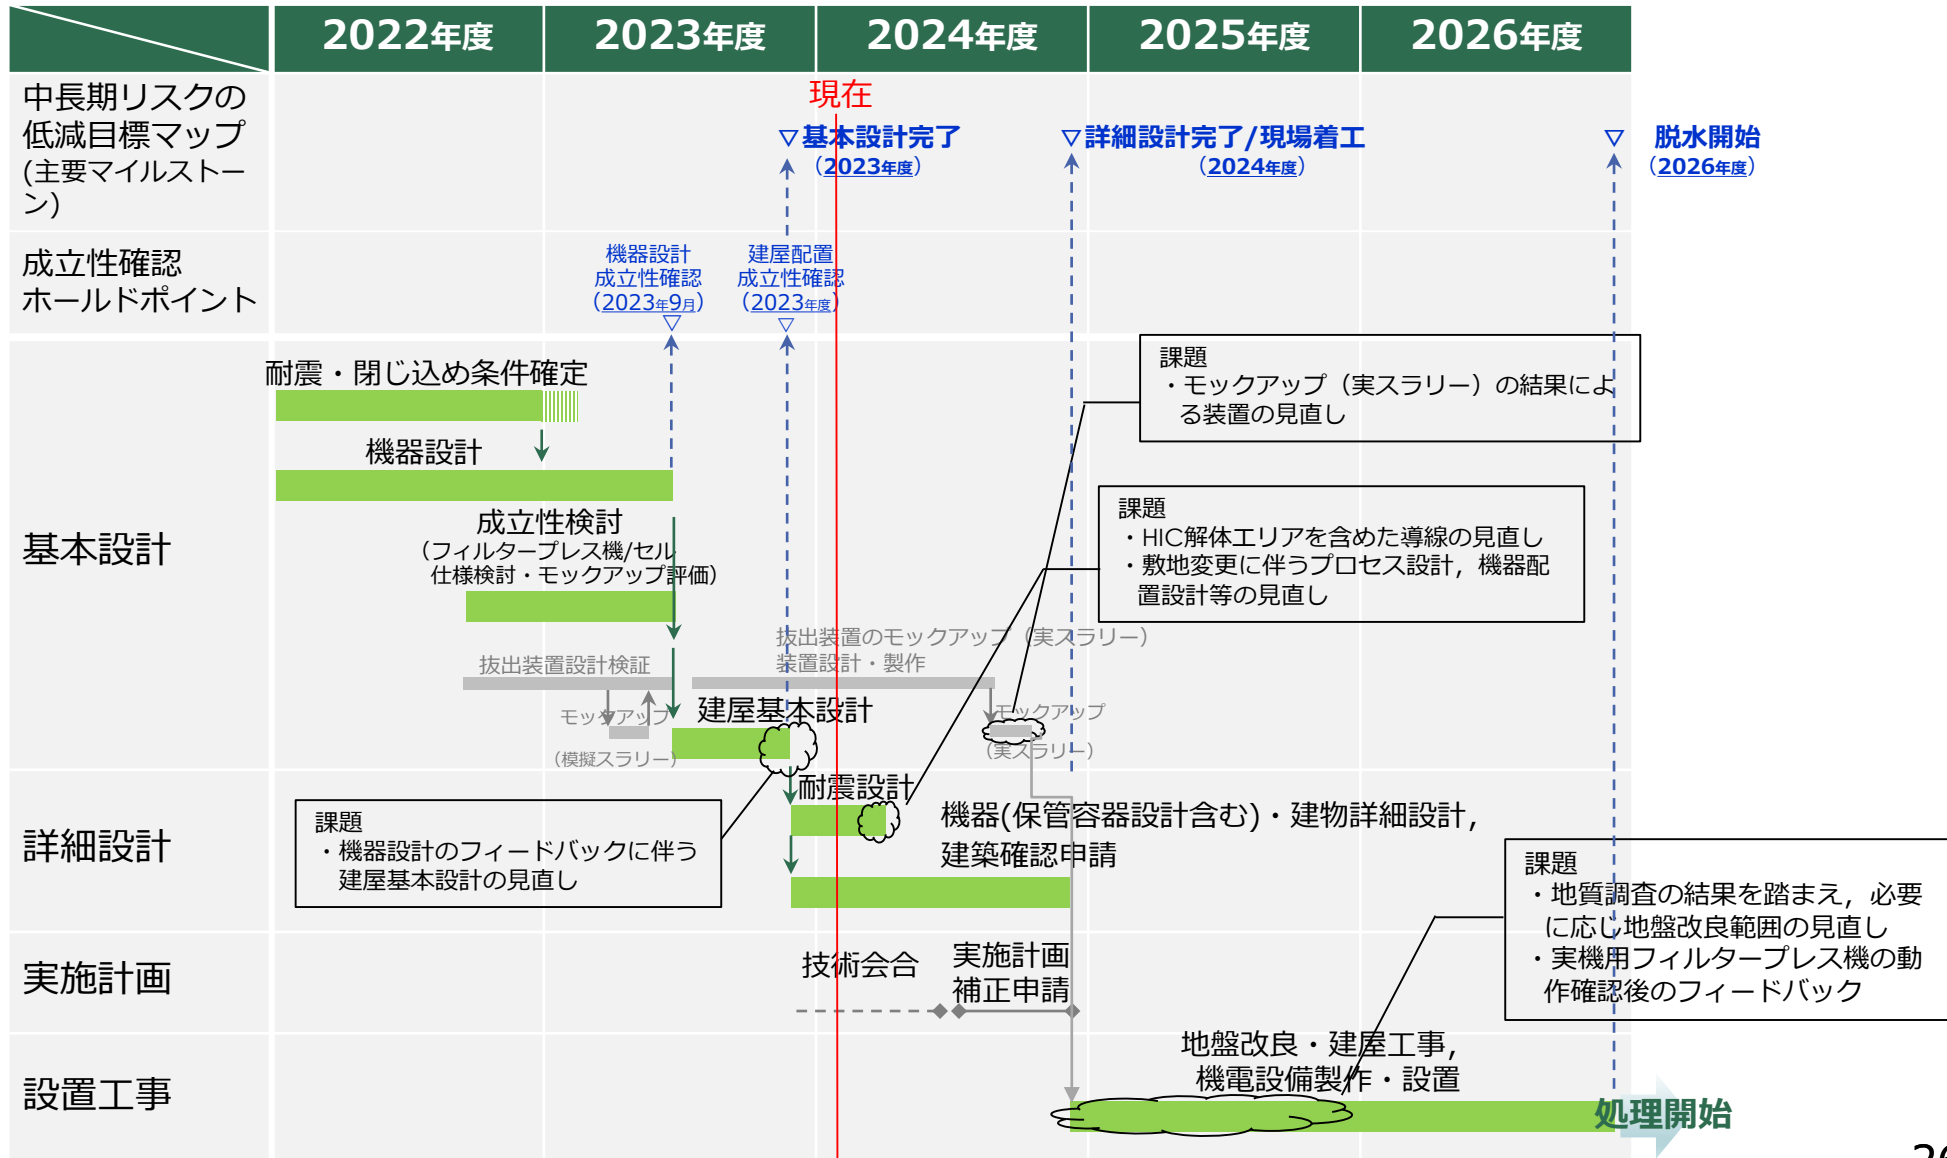 2022年度
2023年度
2024年度
2025年度
2026年度
中長期リスクの
低減目標マップ
(主要マイルストー
ン)
現在
▽基本設計完了
（2023年度）
▽詳細設計完了/現場着工
（2024年度）
▽ 脱水開始
（2026年度）
成立性確認
ホールドポイント
機器設計
成立性確認
（2023年9月）
▽
建屋配置
成立性確認
（2023年度）
▽
基本設計
耐震・閉じ込め条件確定
機器設計
成立性検討
（フィルタープレス機/セル
仕様検討・モックアップ評価）
抜出装置設計検証
モックアップ
（模擬スラリー）
抜出装置のモックアップ（実スラリー）
装置設計・製作
建屋基本設計
モックアップ
（実スラリー）
課題
・モックアップ（実スラリー）の結果によ
る装置の見直し
課題
・HIC解体エリアを含めた導線の見直し
・敷地変更に伴うプロセス設計，機器配
置設計等の見直し
詳細設計
課題
・機器設計のフィードバックに伴う
建屋基本設計の見直し
耐震設計
機器(保管容器設計含む)・建物詳細設計，
建築確認申請
課題
・地質調査の結果を踏まえ，必要
に応じ地盤改良範囲の見直し
・実機用フィルタープレス機の動
作確認後のフィードバック
実施計画
技術会合
実施計画
補正申請
設置工事
地盤改良・建屋工事，
機電設備製作・設置
処理開始